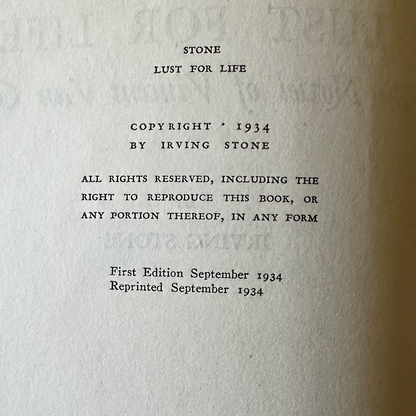 STONE
LUST FOR LIFE
COPYRIGHT · 1934
BY IRVING STONE
ALL RIGHTS RESERVED, INCLUDING THE
RIGHT TO REPRODUCE THIS BOOK, OR
ANY PORTION THEREOF, IN ANY FORM
First Edition September 1934
Reprinted September 1934